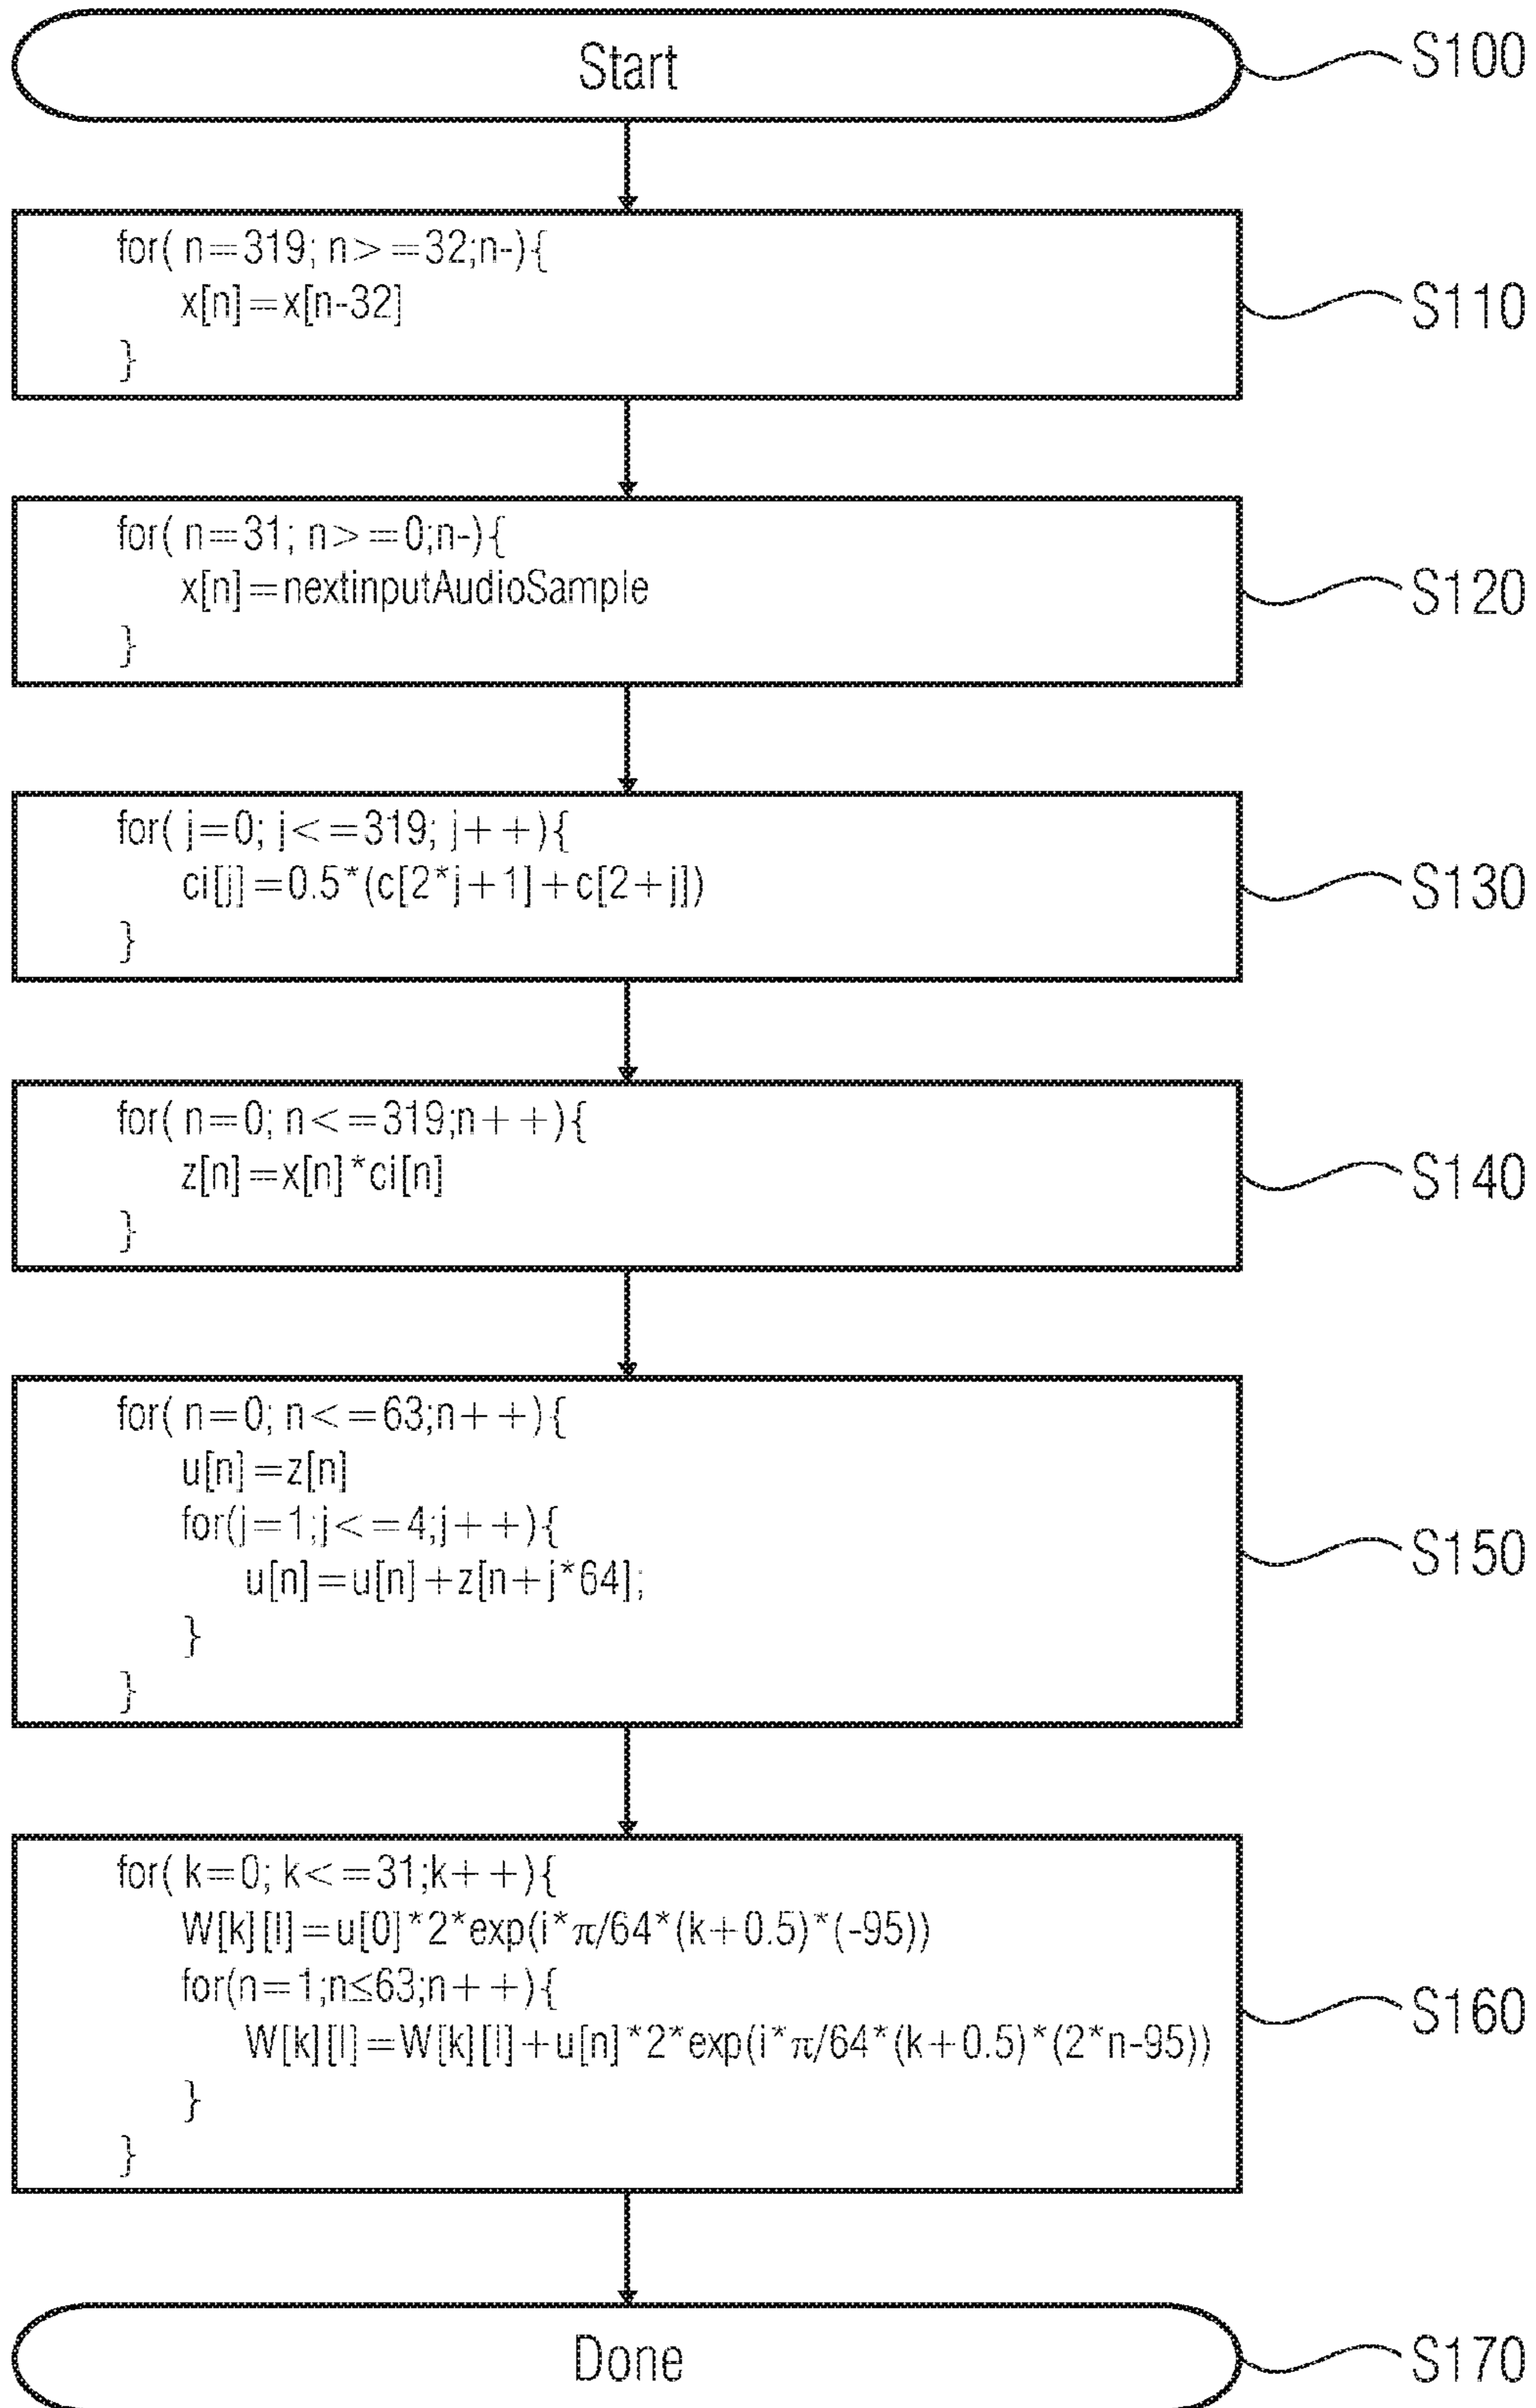 Start
S100
for( n=319; n>=32;n-){
x[n]=x[n-32]
}
S110
for( n=31; n>=0;n-){
x[n]=nextinputAudioSample
}
S120
for( j=0; j<=319; j++){
ci[j]=0.5*(c[2*j+1]+c[2+j])
}
S130
for( n=0; n<=319;n++){
z[n]=x[n]*ci[n]
}
S140
for( n=0; n<=63;n++){
u[n]=z[n]
for(j=1;j<=4;j++){
u[n]=u[n]+z[n+j*64];
}
}
S150
for( k=0; k<=31;k++){
W[k][l]=u[0]*2*exp(i*π/64*(k+0.5)*(-95))
for(n=1;n≤63;n++){
W[k][l]=W[k][l]+u[n]*2*exp(i*π/64*(k+0.5)*(2*n-95))
}
}
S160
Done
S170